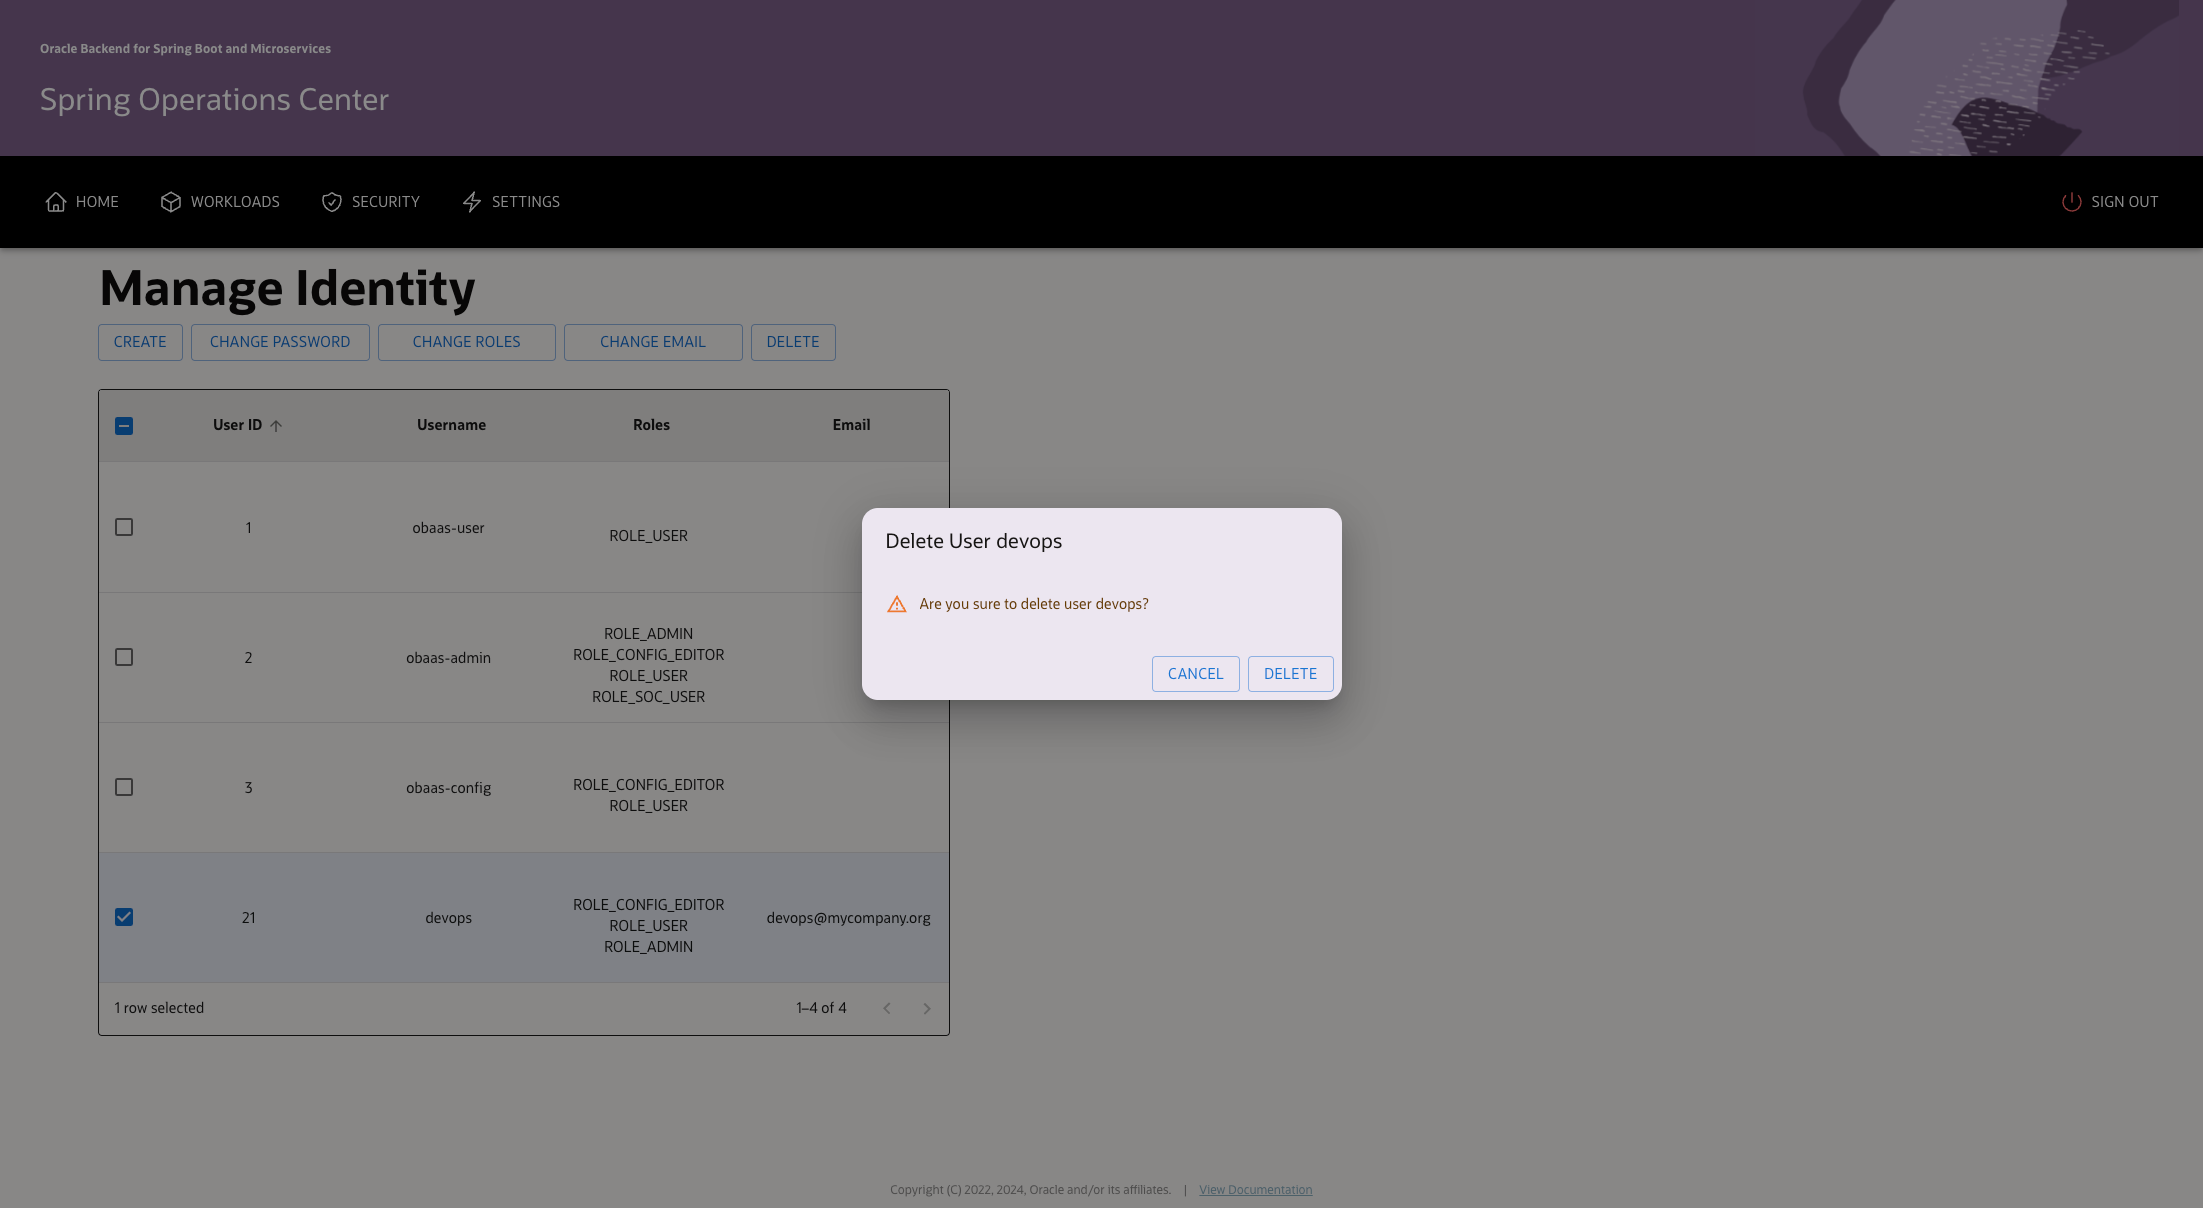 Oracle Backend for Spring Boot and Microservices
Spring Operations Center
HOME WORKLOADS SECURITY SETTINGS SIGN OUT
Manage Identity
CREATE CHANGE PASSWORD CHANGE ROLES CHANGE EMAIL DELETE
User ID Username Roles Email
1 obaas-user ROLE_USER
2 obaas-admin ROLE_ADMIN
ROLE_CONFIG_EDITOR
ROLE_USER
ROLE_SOC_USER
3 obaas-config ROLE_CONFIG_EDITOR
ROLE_USER
21 devops ROLE_CONFIG_EDITOR
ROLE_USER
ROLE_ADMIN
devops@mycompany.org
1 row selected 1–4 of 4
Delete User devops
Are you sure to delete user devops?
CANCEL DELETE
Copyright (C) 2022, 2024, Oracle and/or its affiliates. | View Documentation